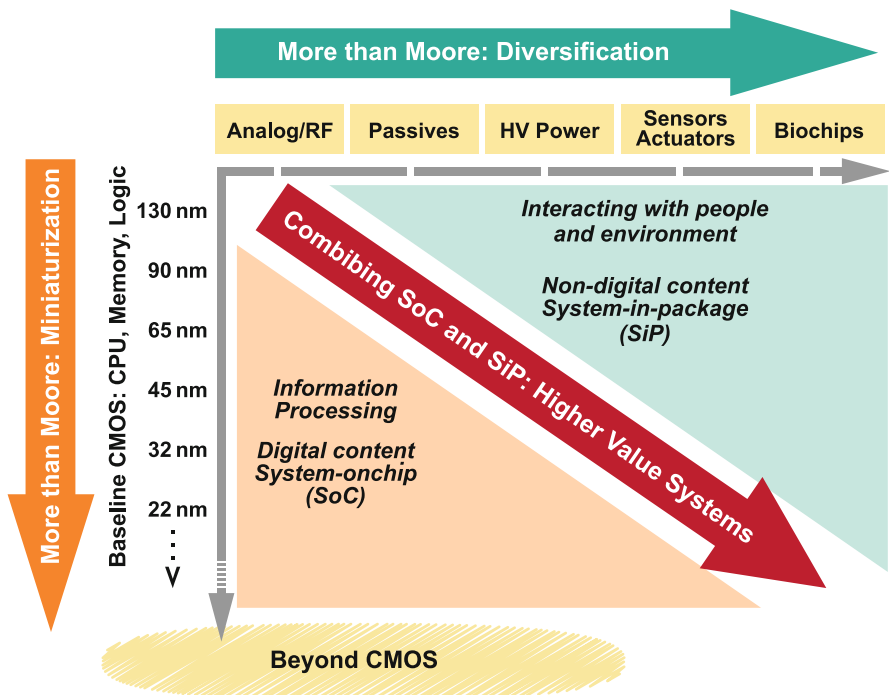 More than Moore: Diversification
Analog/RF
Passives
HV Power
Sensors
Actuators
Biochips
More than Moore: Miniaturization
Baseline CMOS: CPU, Memory, Logic
130 nm
90 nm
65 nm
45 nm
32 nm
22 nm
Combibing SoC and SiP: Higher Value Systems
Interacting with people
and environment
Non-digital content
System-in-package
(SiP)
Information
Processing
Digital content
System-onchip
(SoC)
Beyond CMOS